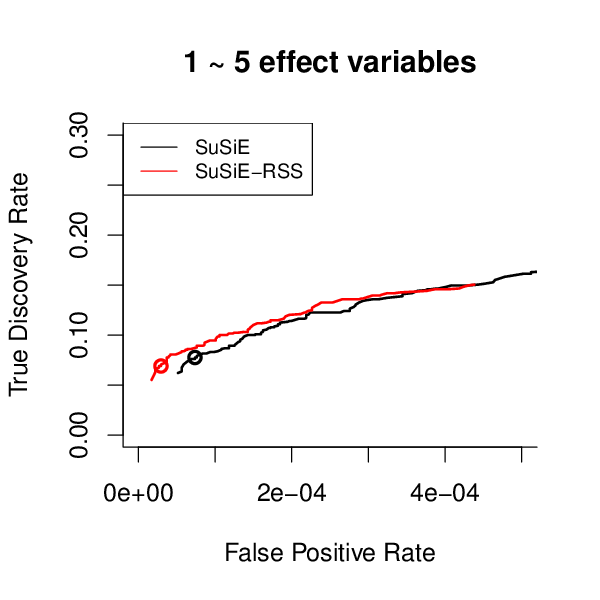 1 ~ 5 effect variables
SuSiE
SuSiE−RSS
True Discovery Rate
0.30
0.20
0.10
0.00
0e+00 2e−04 4e−04
False Positive Rate